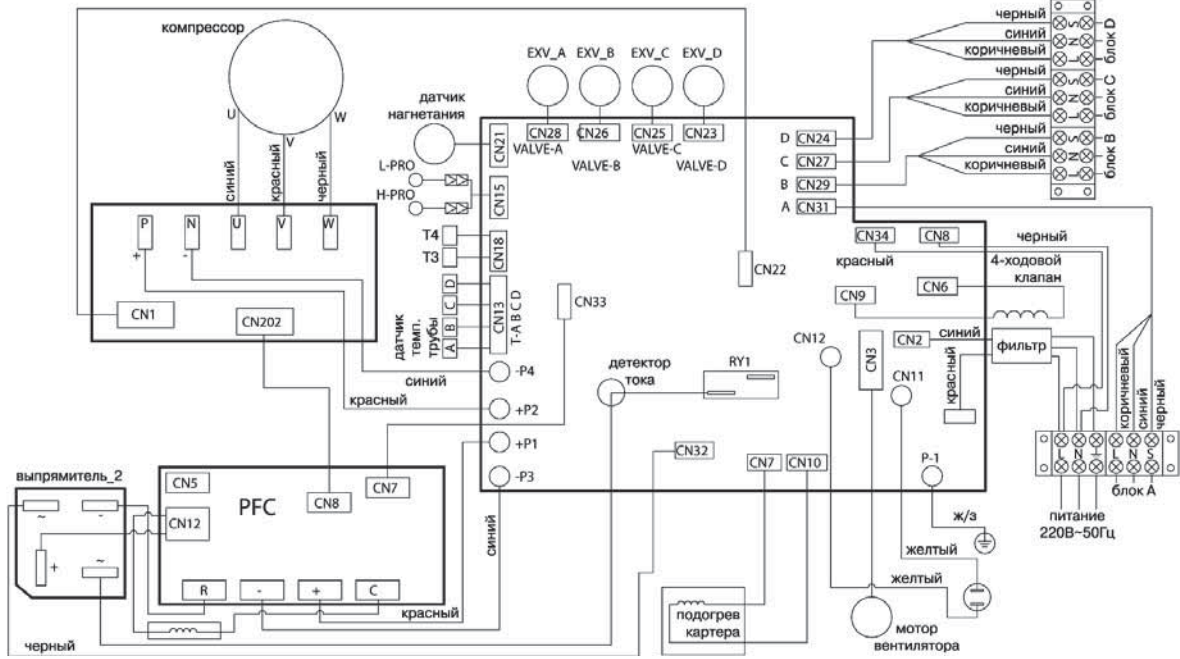 компрессор
U
V
W
синий
красный
черный
P
N
U
V
W
+
-
CN1
CN202
датчик
нагнетания
L-PRO
H-PRO
T4
T3
D
C
B
A
датчик
темп.
трубы
CN21
CN15
CN18
CN13
T-A B C D
EXV_A
EXV_B
EXV_C
EXV_D
CN28
CN26
CN25
CN23
VALVE-A
VALVE-B
VALVE-C
VALVE-D
D
CN24
C
CN27
B
CN29
A
CN31
черный
синий
коричневый
S
N
L
блок D
черный
синий
коричневый
S
N
L
блок C
черный
синий
коричневый
S
N
L
блок B
CN34
CN8
черный
красный
4-ходовой
клапан
CN22
CN6
CN9
CN33
CN12
CN3
CN2
синий
фильтр
CN11
красный
коричневый
синий
черный
детектор
тока
RY1
-P4
синий
+P2
красный
+P1
-P3
CN32
CN7
CN10
P-1
L
N
L
N
S
блок A
питание
220В~50Гц
ж/з
желтый
желтый
подогрев
картера
мотор
вентилятора
выпрямитель_2
~
-
+
~
CN5
CN12
PFC
CN8
CN7
R
-
+
C
красный
синий
черный